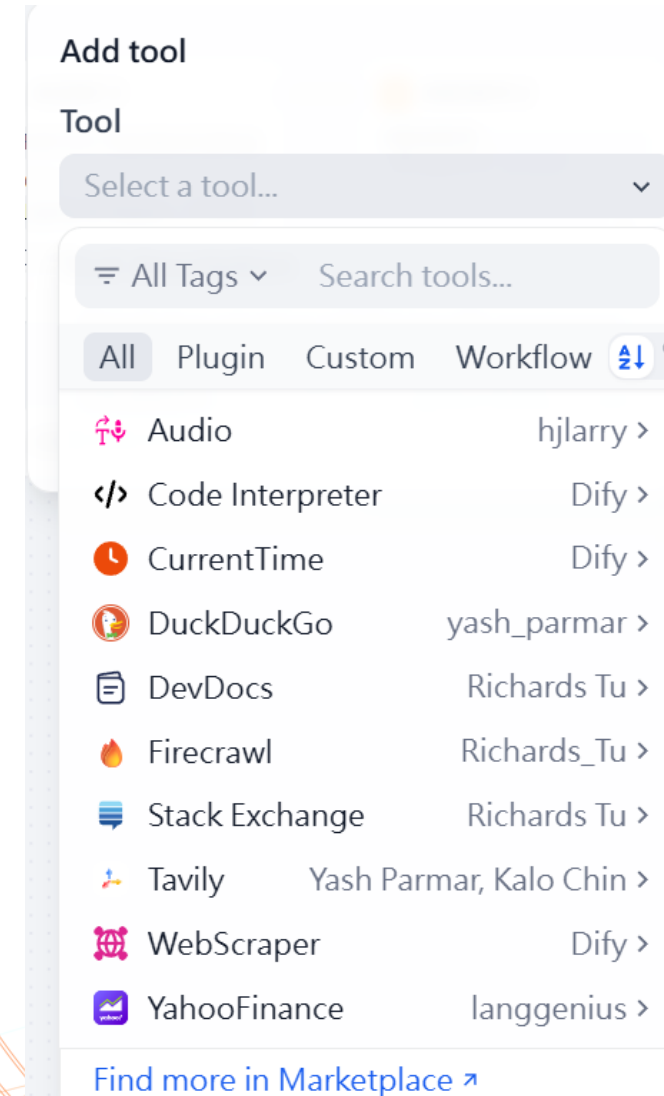 Add tool
Tool
Select a tool...
All Tags Search tools...
All Plugin Custom Workflow
Audio hjlarry
Code Interpreter Dify
CurrentTime Dify
DuckDuckGo yash_parmar
DevDocs Richards Tu
Firecrawl Richards_Tu
Stack Exchange Richards Tu
Tavily Yash Parmar, Kalo Chin
WebScraper Dify
YahooFinance langgenius
Find more in Marketplace